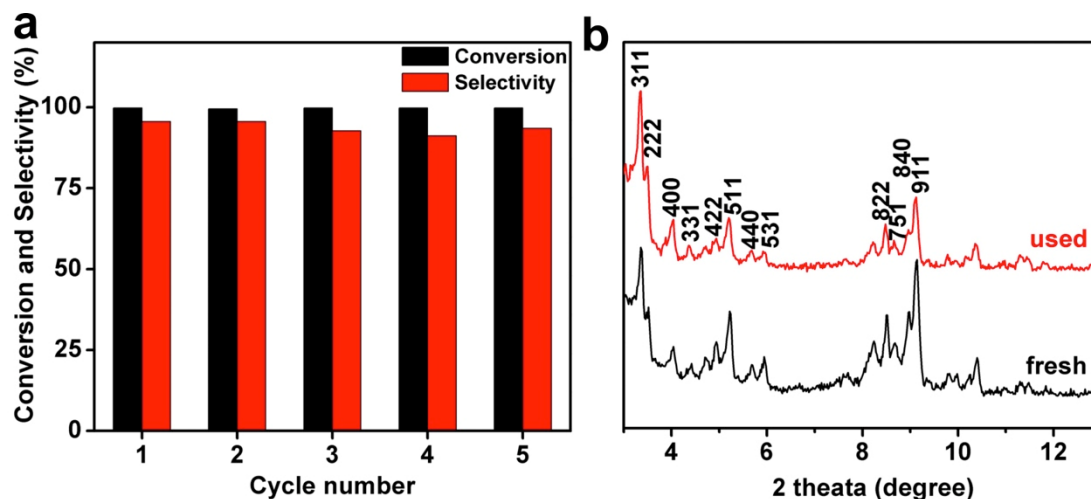 a
Conversion and Selectivity (%)
100
75
50
25
0
Conversion
Selectivity
1 2 3 4 5
Cycle number
b
311
222
400
331
422
511
440
531
822
751
840
911
used
fresh
4 6 8 10 12
2 theata (degree)